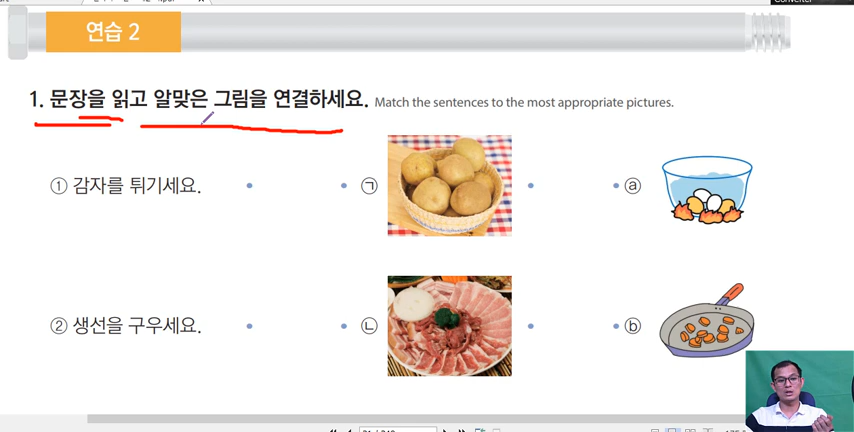 Converter
연습 2
1. 문장을 읽고 알맞은 그림을 연결하세요. Match the sentences to the most appropriate pictures.
① 감자를 튀기세요. ㉠ ⓐ
② 생선을 구우세요. ㉡ ⓑ